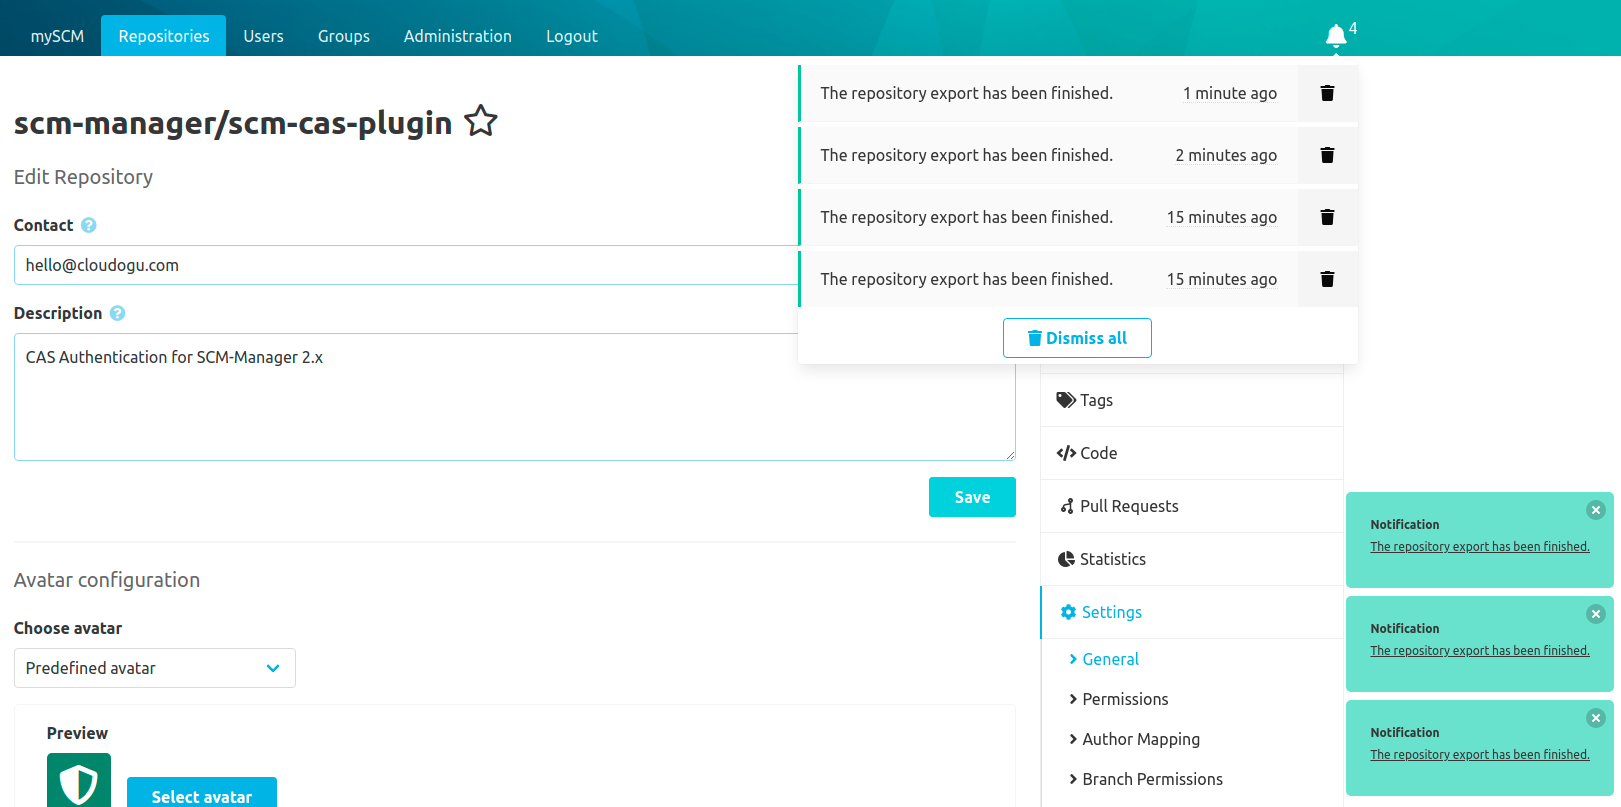 mySCM Repositories Users Groups Administration Logout 4
The repository export has been finished. 1 minute ago
The repository export has been finished. 2 minutes ago
The repository export has been finished. 15 minutes ago
The repository export has been finished. 15 minutes ago
Dismiss all
scm-manager/scm-cas-plugin
Edit Repository
Contact ?
hello@cloudogu.com
Description ?
CAS Authentication for SCM-Manager 2.x
Save
Avatar configuration
Choose avatar
Predefined avatar
Preview
Select avatar
Tags
Code
Pull Requests
Statistics
Settings
General
Permissions
Author Mapping
Branch Permissions
Notification
The repository export has been finished.
Notification
The repository export has been finished.
Notification
The repository export has been finished.